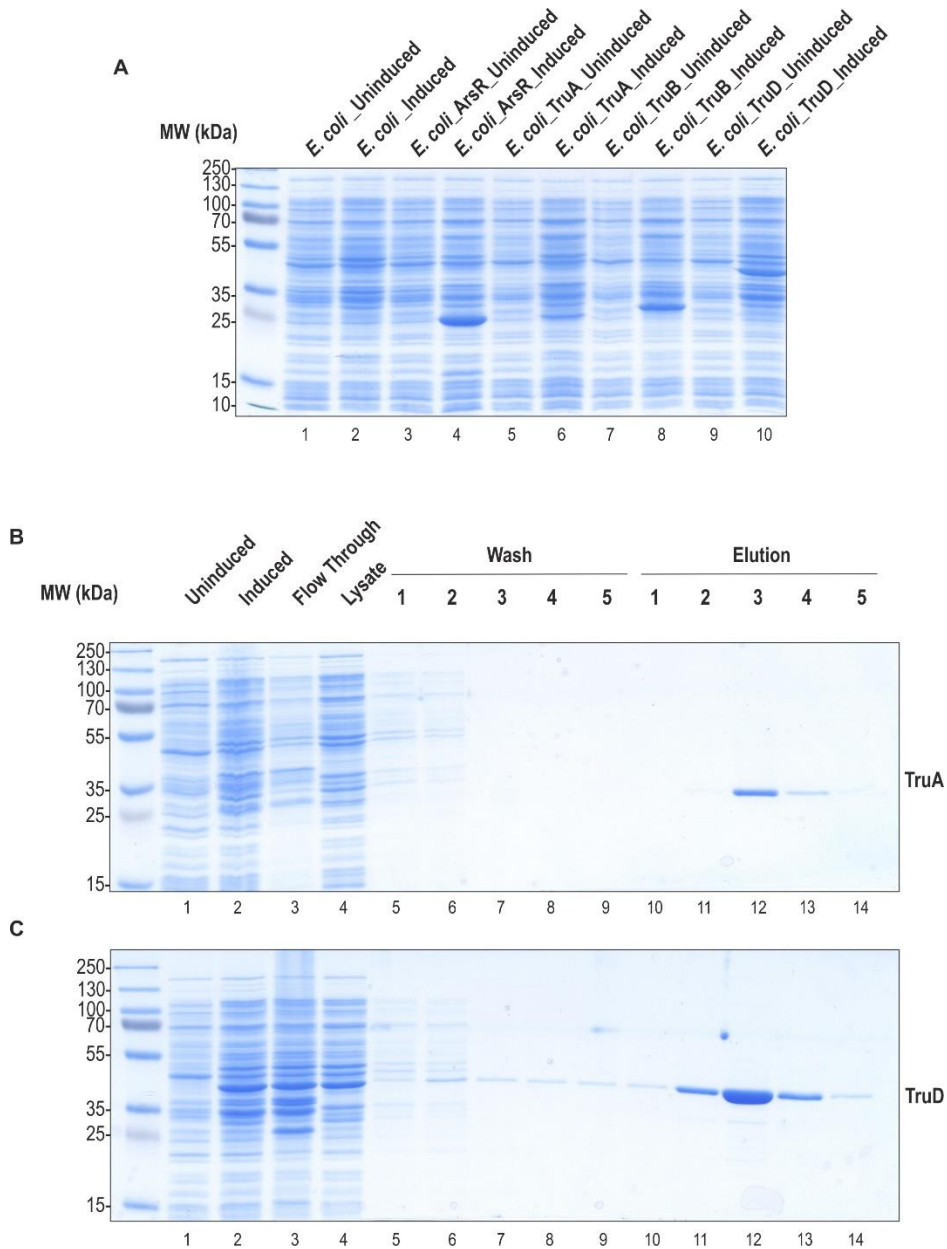 A
E. coli_Uninduced
E. coli_Induced
E. coli_ArsR_Uninduced
E. coli_ArsR_Induced
E. coli_TruA_Uninduced
E. coli_TruA_Induced
E. coli_TruB_Uninduced
E. coli_TruB_Induced
E. coli_TruD_Uninduced
E. coli_TruD_Induced
MW (kDa)
250
130
100
70
55
35
25
15
10
1 2 3 4 5 6 7 8 9 10
B
Uninduced
Induced
Flow Through
Lysate
Wash Elution
MW (kDa) 1 2 3 4 5 1 2 3 4 5
250
130
100
70
55
35
25
15
TruA
1 2 3 4 5 6 7 8 9 10 11 12 13 14
C
250
130
100
70
55
35
25
15
TruD
1 2 3 4 5 6 7 8 9 10 11 12 13 14